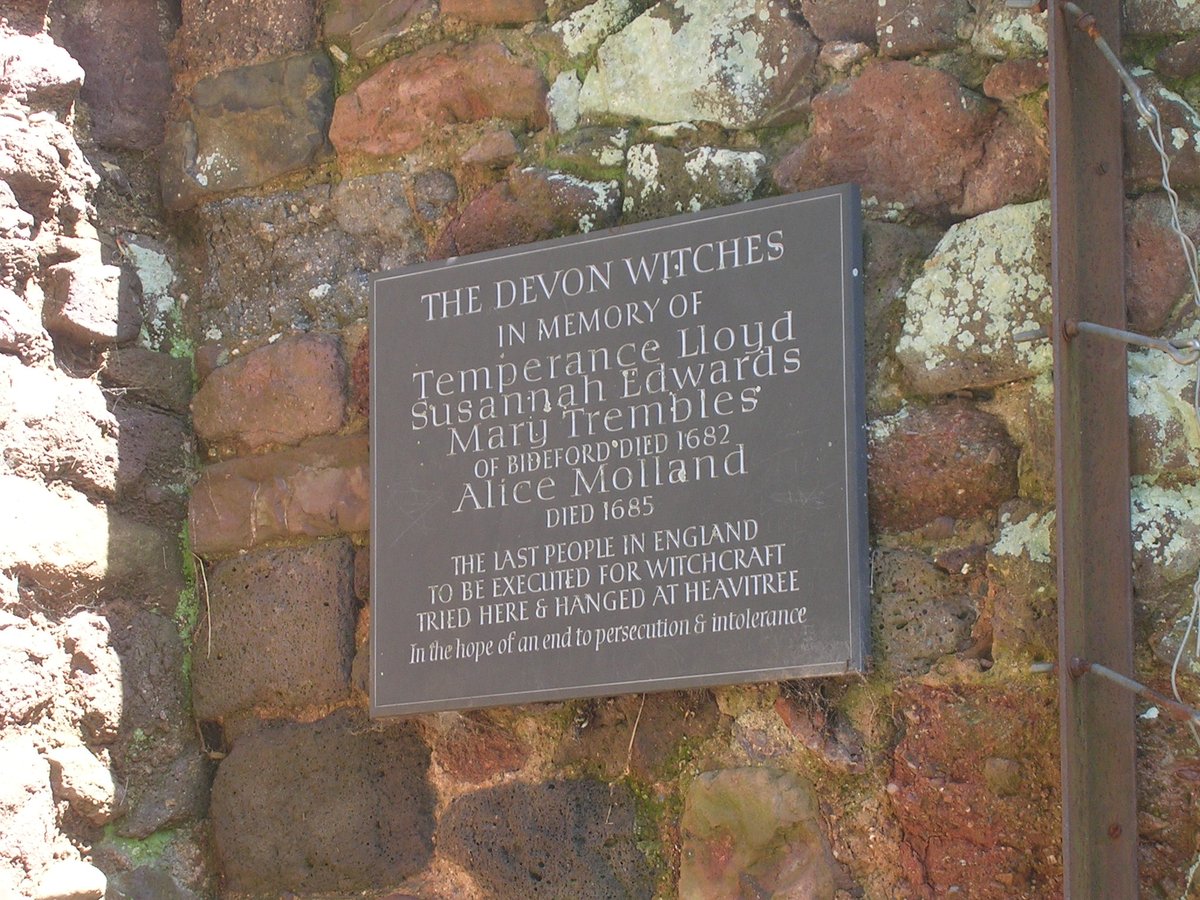 THE DEVON WITCHES
IN MEMORY OF
Temperance Lloyd
Susannah Edwards
Mary Trembles
OF BIDEFORD DIED 1682
Alice Molland
DIED 1685
THE LAST PEOPLE IN ENGLAND
TO BE EXECUTED FOR WITCHCRAFT
TRIED HERE & HANGED AT HEAVITREE
In the hope of an end to persecution & intolerance